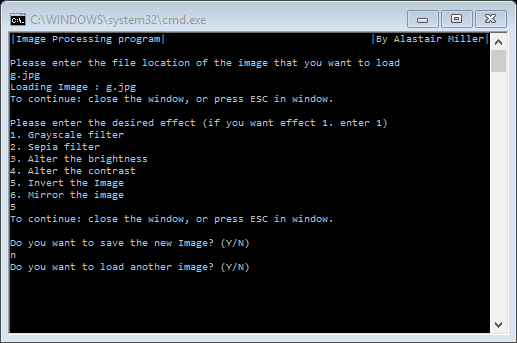 C:\WINDOWS\system32\cmd.exe
|Image Processing program| |By Alastair Miller|
Please enter the file location of the image that you want to load
g.jpg
Loading Image : g.jpg
To continue: close the window, or press ESC in window.
Please enter the desired effect (if you want effect 1. enter 1)
1. Grayscale filter
2. Sepia filter
3. Alter the brightness
4. Alter the contrast
5. Invert the Image
6. Mirror the image
5
To continue: close the window, or press ESC in window.
Do you want to save the new Image? (Y/N)
n
Do you want to load another image? (Y/N)